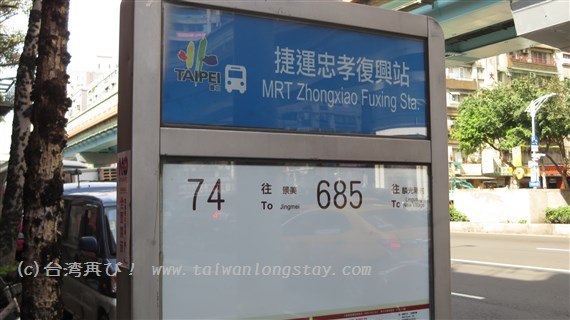 TAIPEI
捷運忠孝復興站
MRT Zhongxiao Fuxing Sta.
74 往 景美 685 往
To Jingmei To
(c)台湾再び! www.taiwanlongstay.com